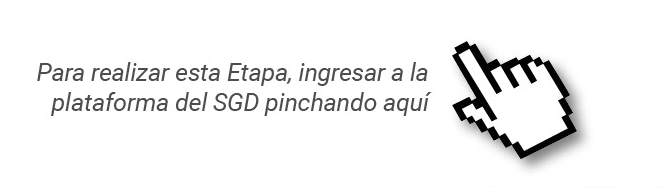 Para realizar esta Etapa, ingresar a la
plataforma del SGD pinchando aquí